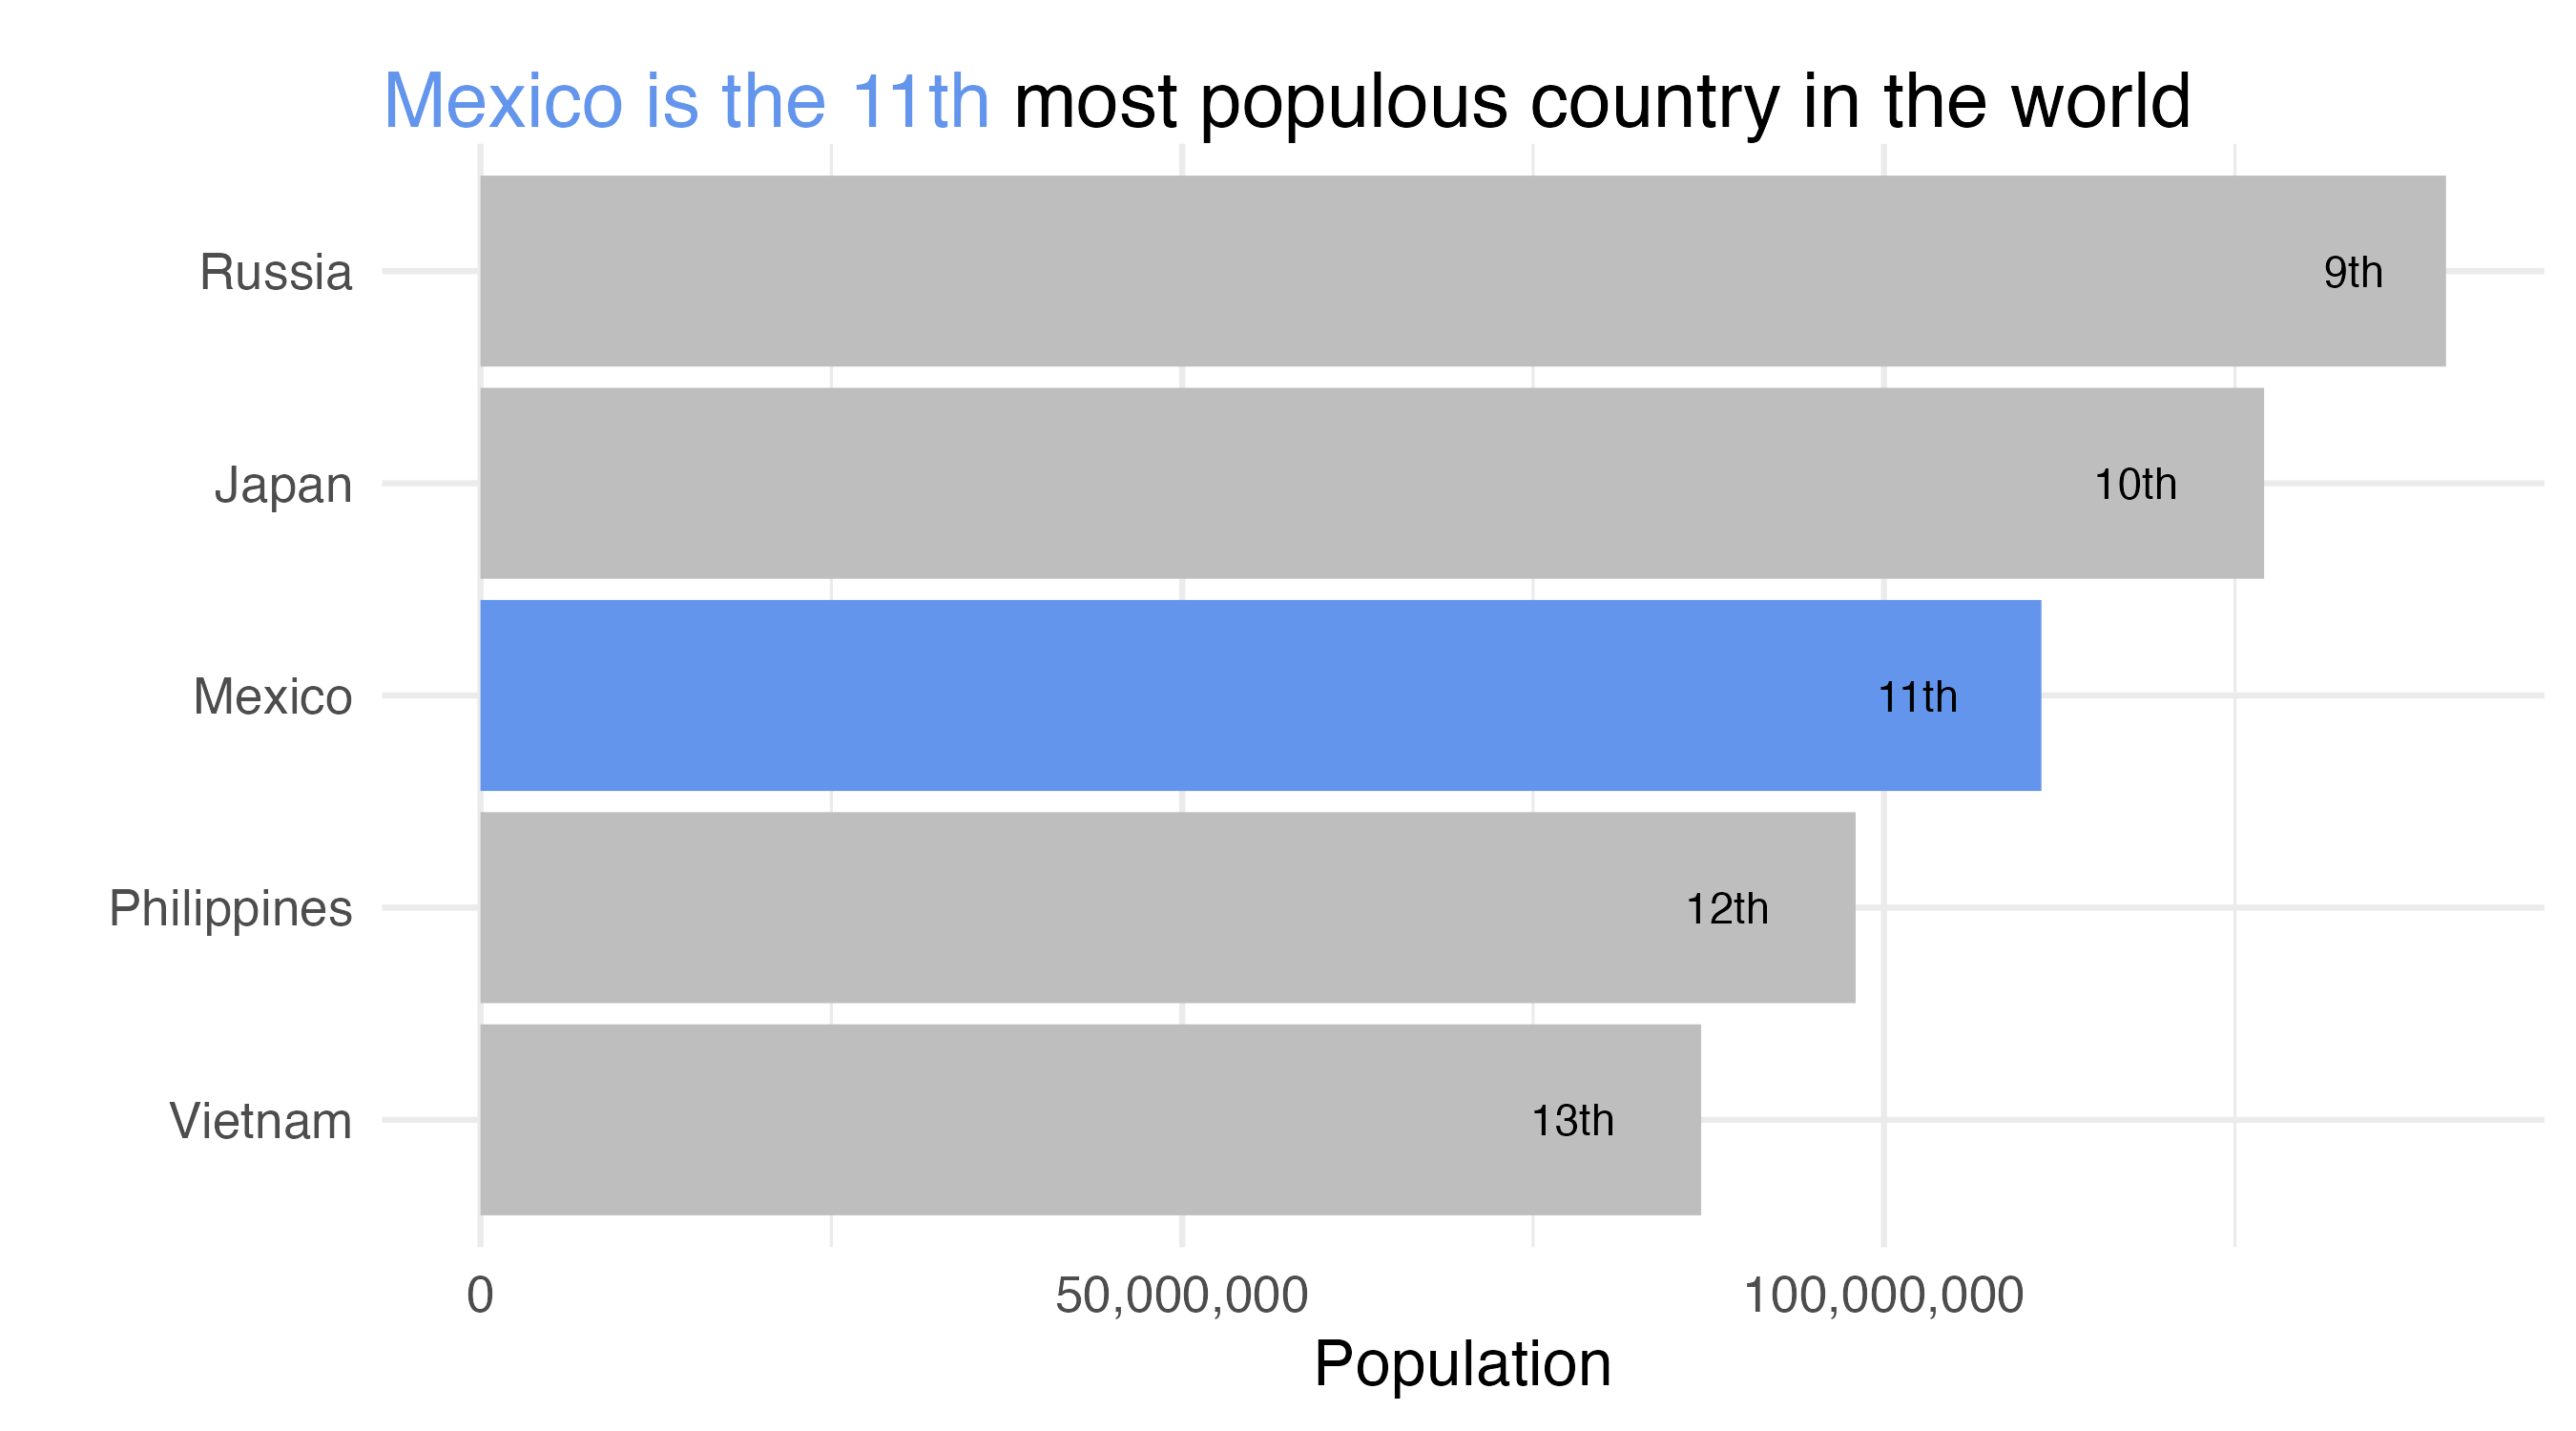 Mexico is the 11th most populous country in the world
Russia 9th
Japan 10th
Mexico 11th
Philippines 12th
Vietnam 13th
0 50,000,000 100,000,000
Population